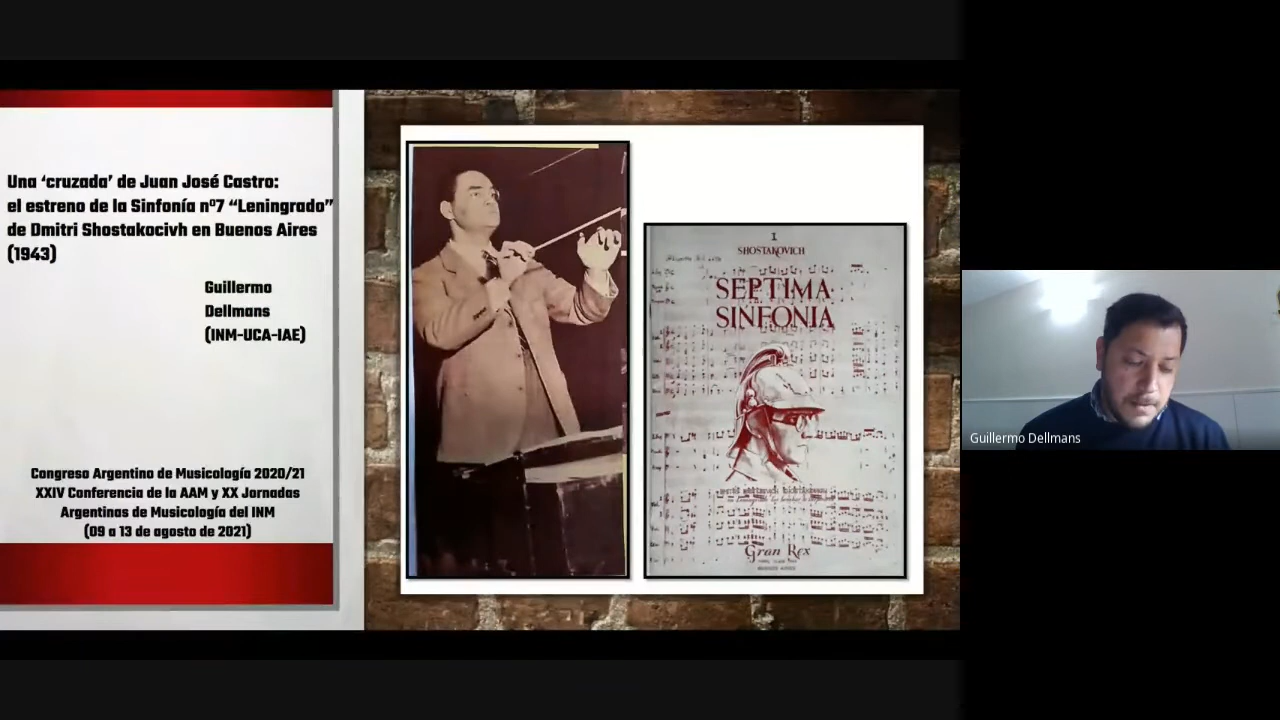 Una ‘cruzada’ de Juan José Castro:
el estreno de la Sinfonía nº7 “Leningrado”
de Dmitri Shostakocivh en Buenos Aires
(1943)
Guillermo
Dellmans
(INM-UCA-IAE)
Congreso Argentino de Musicología 2020/21
XXIV Conferencia de la AAM y XX Jornadas
Argentinas de Musicología del INM
(09 a 13 de agosto de 2021)
I
SHOSTAKOVICH
SEPTIMA
SINFONIA
Gran Rex
BUENOS AIRES
Guillermo Dellmans